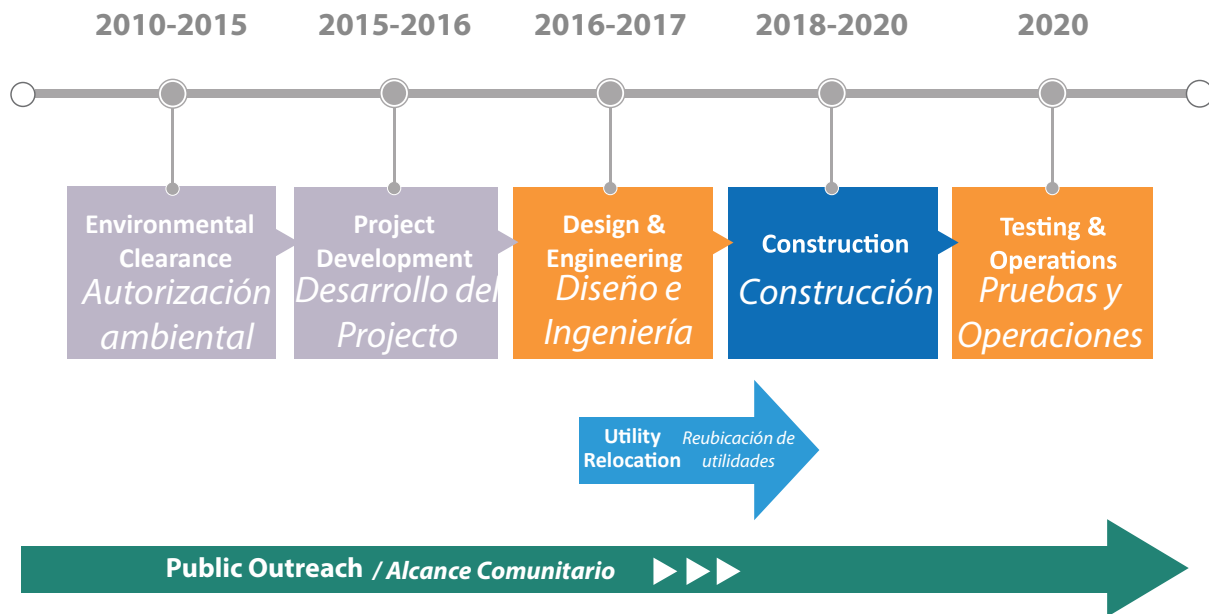 2010-2015
2015-2016
2016-2017
2018-2020
2020
Environmental
Clearance
Autorización
ambiental
Project
Development
Desarrollo del
Projecto
Design &
Engineering
Diseño e
Ingeniería
Construction
Construcción
Testing &
Operations
Pruebas y
Operaciones
Utility
Relocation
Reubicación de
utilidades
Public Outreach / Alcance Comunitario